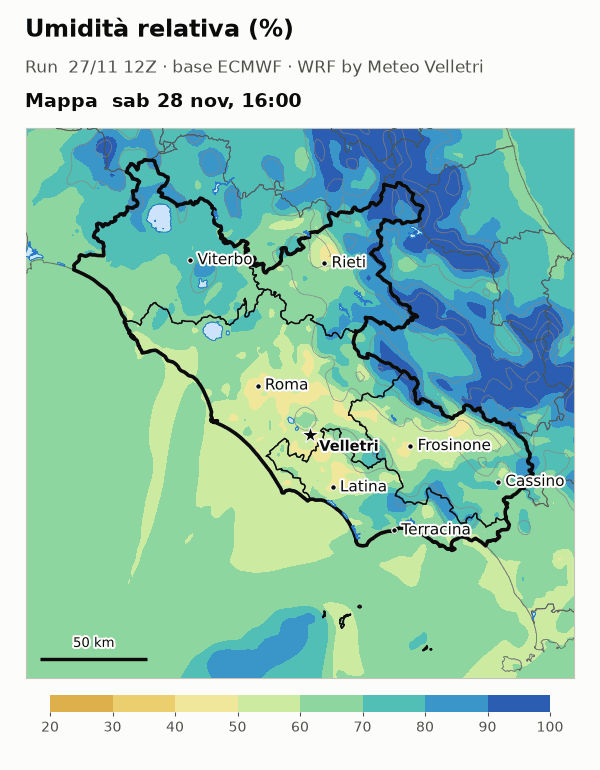 Umidità relativa (%)
Run  27/11 12Z · base ECMWF · WRF by Meteo Velletri
Mappa  sab 28 nov, 16:00
Viterbo
Rieti
Roma
Velletri
Frosinone
Latina
Cassino
Terracina
50 km
20 30 40 50 60 70 80 90 100